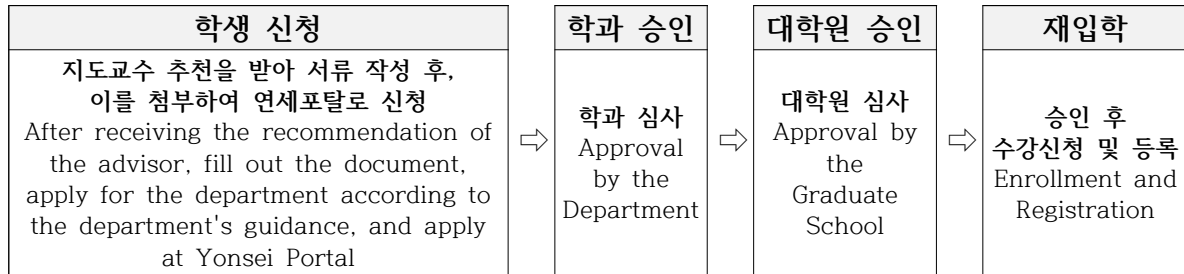 학생 신청
지도교수 추천을 받아 서류 작성 후,
이를 첨부하여 연세포탈로 신청
After receiving the recommendation of
the advisor, fill out the document,
apply for the department according to
the department's guidance, and apply
at Yonsei Portal
⇨
학과 승인
학과 심사
Approval
by the
Department
⇨
대학원 승인
대학원 심사
Approval by
the
Graduate
School
⇨
재입학
승인 후
수강신청 및 등록
Enrollment and
Registration